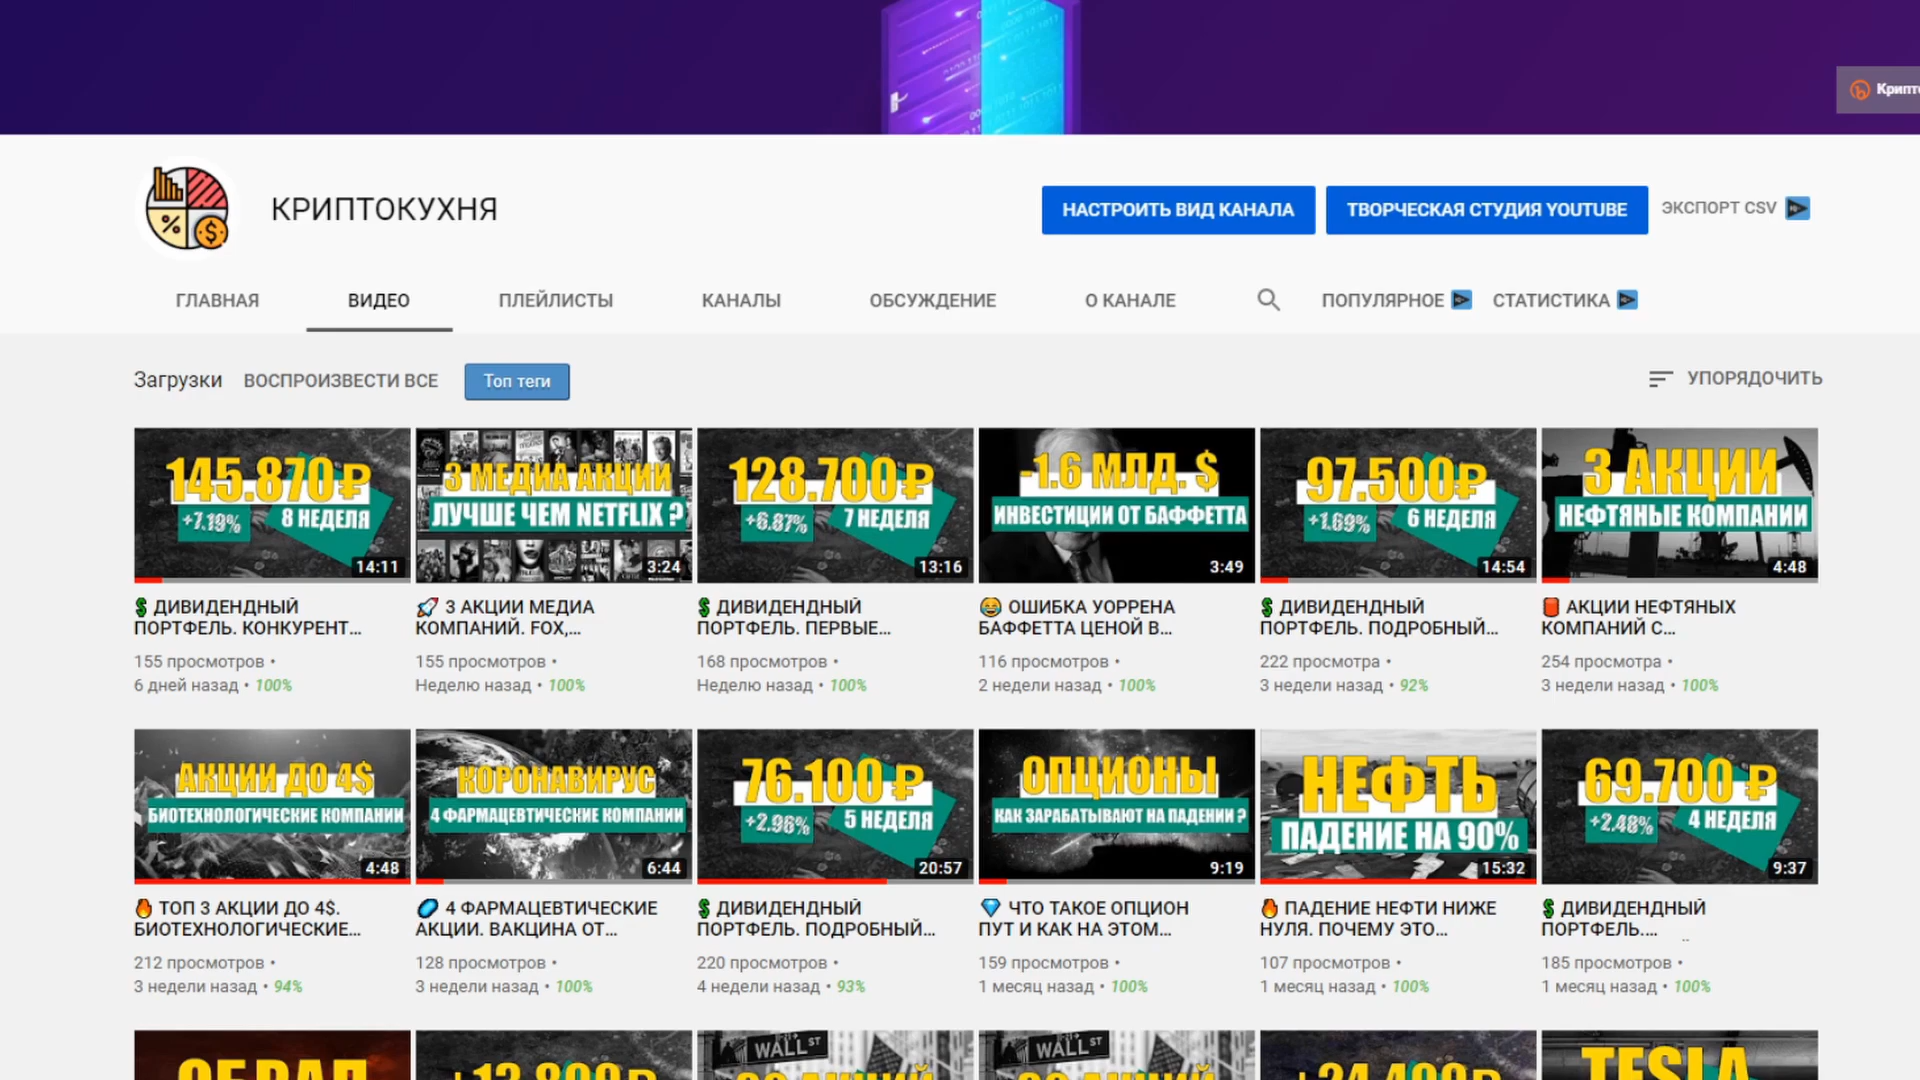 Крипто
КРИПТОКУХНЯ
НАСТРОИТЬ ВИД КАНАЛА
ТВОРЧЕСКАЯ СТУДИЯ YOUTUBE
ЭКСПОРТ CSV
ГЛАВНАЯ
ВИДЕО
ПЛЕЙЛИСТЫ
КАНАЛЫ
ОБСУЖДЕНИЕ
О КАНАЛЕ
ПОПУЛЯРНОЕ
СТАТИСТИКА
Загрузки
ВОСПРОИЗВЕСТИ ВСЕ
Топ теги
УПОРЯДОЧИТЬ
145.870₽
+7.19%
8 НЕДЕЛЯ
14:11
ДИВИДЕНДНЫЙ
ПОРТФЕЛЬ. КОНКУРЕНТ...
155 просмотров •
6 дней назад • 100%
3 МЕДИА АКЦИИ
ЛУЧШЕ ЧЕМ NETFLIX ?
3:24
3 АКЦИИ МЕДИА
КОМПАНИЙ. FOX,...
155 просмотров •
Неделю назад • 100%
128.700₽
+6.87%
7 НЕДЕЛЯ
13:16
ДИВИДЕНДНЫЙ
ПОРТФЕЛЬ. ПЕРВЫЕ...
168 просмотров •
Неделю назад • 100%
-1.6 МЛД. $
ИНВЕСТИЦИИ ОТ БАФФЕТТА
3:49
ОШИБКА УОРРЕНА
БАФФЕТТА ЦЕНОЙ В...
116 просмотров •
2 недели назад • 100%
97.500₽
+1.69%
6 НЕДЕЛЯ
14:54
ДИВИДЕНДНЫЙ
ПОРТФЕЛЬ. ПОДРОБНЫЙ...
222 просмотра •
3 недели назад • 92%
3 АКЦИИ
НЕФТЯНЫЕ КОМПАНИИ
4:48
АКЦИИ НЕФТЯНЫХ
КОМПАНИЙ С...
254 просмотра •
3 недели назад • 100%
АКЦИИ ДО 4$
БИОТЕХНОЛОГИЧЕСКИЕ КОМПАНИИ
4:48
ТОП 3 АКЦИИ ДО 4$.
БИОТЕХНОЛОГИЧЕСКИЕ...
212 просмотров •
3 недели назад • 94%
КОРОНАВИРУС
4 ФАРМАЦЕВТИЧЕСКИЕ КОМПАНИИ
6:44
4 ФАРМАЦЕВТИЧЕСКИЕ
АКЦИИ. ВАКЦИНА ОТ...
128 просмотров •
3 недели назад • 100%
76.100₽
+2.96%
5 НЕДЕЛЯ
20:57
ДИВИДЕНДНЫЙ
ПОРТФЕЛЬ. ПОДРОБНЫЙ...
220 просмотров •
4 недели назад • 93%
ОПЦИОНЫ
КАК ЗАРАБАТЫВАЮТ НА ПАДЕНИИ ?
9:19
ЧТО ТАКОЕ ОПЦИОН
ПУТ И КАК НА ЭТОМ...
159 просмотров •
1 месяц назад • 100%
НЕФТЬ
ПАДЕНИЕ НА 90%
15:32
ПАДЕНИЕ НЕФТИ НИЖЕ
НУЛЯ. ПОЧЕМУ ЭТО...
107 просмотров •
1 месяц назад • 100%
69.700 ₽
+2.48%
4 НЕДЕЛЯ
9:37
ДИВИДЕНДНЫЙ
ПОРТФЕЛЬ....
185 просмотров •
1 месяц назад • 100%
ОБВАЛ
WALL ST
WALL ST
TESLA